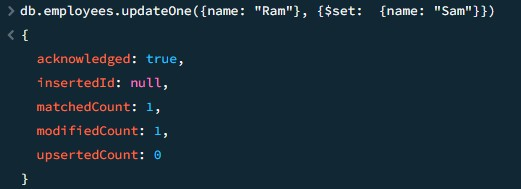 > db.employees.updateOne({name: "Ram"}, {$set:  {name: "Sam"}})
< {
    acknowledged: true,
    insertedId: null,
    matchedCount: 1,
    modifiedCount: 1,
    upsertedCount: 0
  }